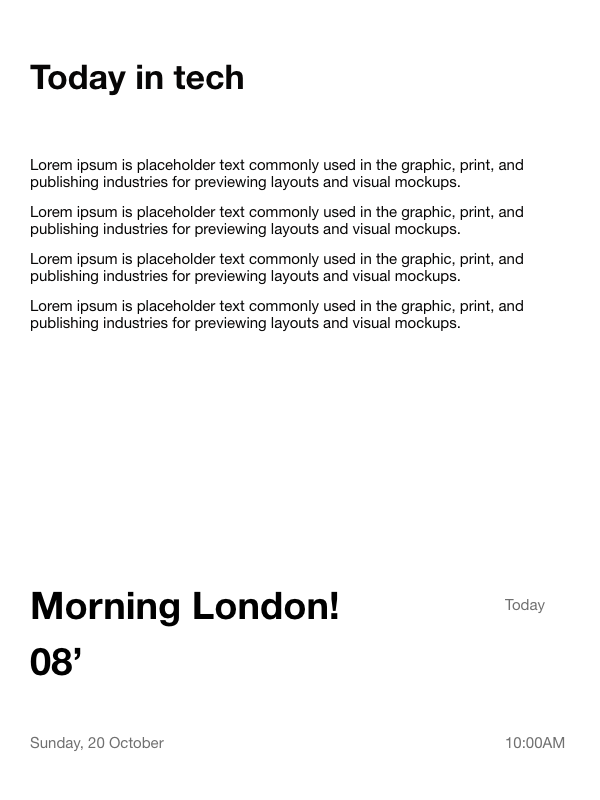 Today in tech
Lorem ipsum is placeholder text commonly used in the graphic, print, and
publishing industries for previewing layouts and visual mockups.
Lorem ipsum is placeholder text commonly used in the graphic, print, and
publishing industries for previewing layouts and visual mockups.
Lorem ipsum is placeholder text commonly used in the graphic, print, and
publishing industries for previewing layouts and visual mockups.
Lorem ipsum is placeholder text commonly used in the graphic, print, and
publishing industries for previewing layouts and visual mockups.
Morning London!
Today
08’
Sunday, 20 October
10:00AM